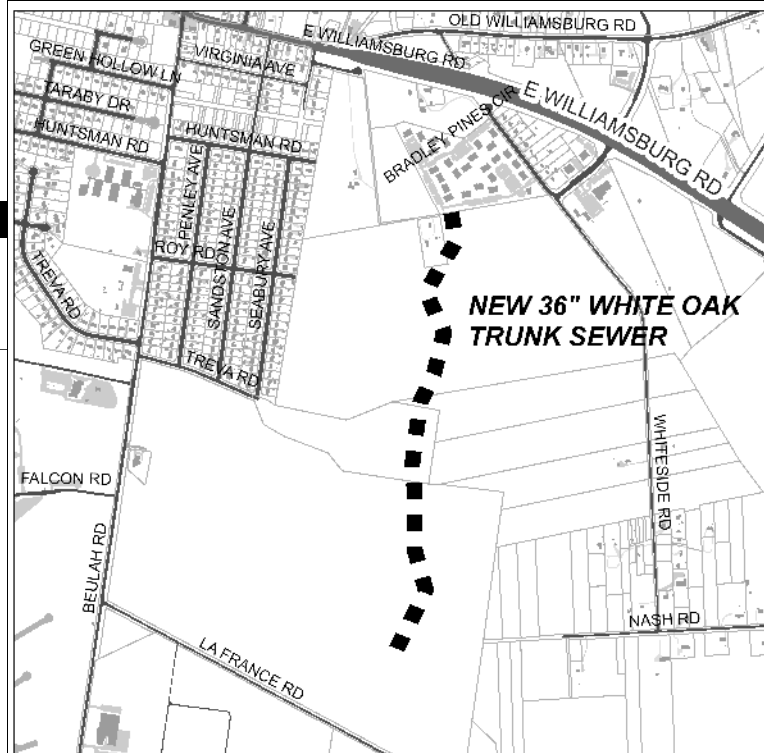 OLD WILLIAMSBURG RD
E WILLIAMSBURG RD
GREEN HOLLOW LN
VIRGINIA AVE
TARABY DR
E WILLIAMSBURG RD
HUNTSMAN RD
HUNTSMAN RD
BRADLEY PINES CIR
PENLEY AVE
SANDSTON AVE
SEABURY AVE
ROY RD
TREVA RD
NEW 36" WHITE OAK
TRUNK SEWER
TREVA RD
WHITESIDE RD
FALCON RD
BEULAH RD
NASH RD
LA FRANCE RD